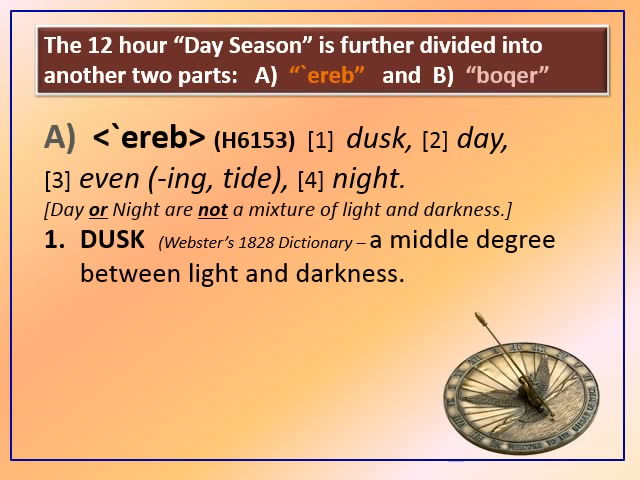 The 12 hour “Day Season” is further divided into
another two parts:   A)  “`ereb”   and  B)  “boqer”
A)  <`ereb> (H6153)  [1]  dusk, [2] day,
[3] even (-ing, tide), [4] night.
[Day or Night are not a mixture of light and darkness.]
1.  DUSK  (Webster’s 1828 Dictionary – a middle degree
between light and darkness.